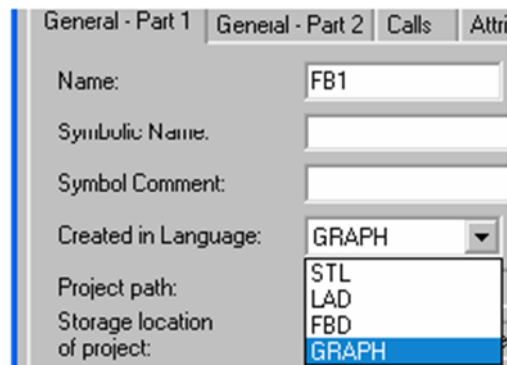 General - Part 1 General - Part 2 Calls Attri
Name: FB1
Symbolic Name:
Symbol Comment:
Created in Language: GRAPH
STL
Project path:
LAD
Storage location FBD
of project: GRAPH